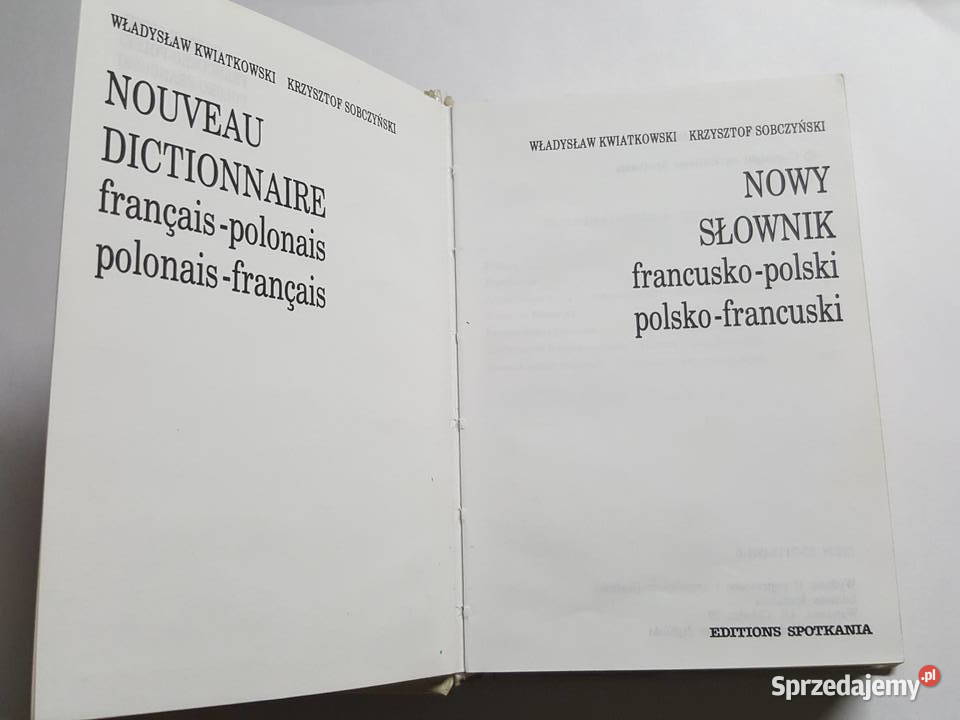 WŁADYSŁAW KWIATKOWSKI KRZYSZTOF SOBCZYŃSKI
NOUVEAU
DICTIONNAIRE
français-polonais
polonais-français
WŁADYSŁAW KWIATKOWSKI KRZYSZTOF SOBCZYŃSKI
NOWY
SŁOWNIK
francusko-polski
polsko-francuski
EDITIONS SPOTKANIA
Sprzedajemy.pl